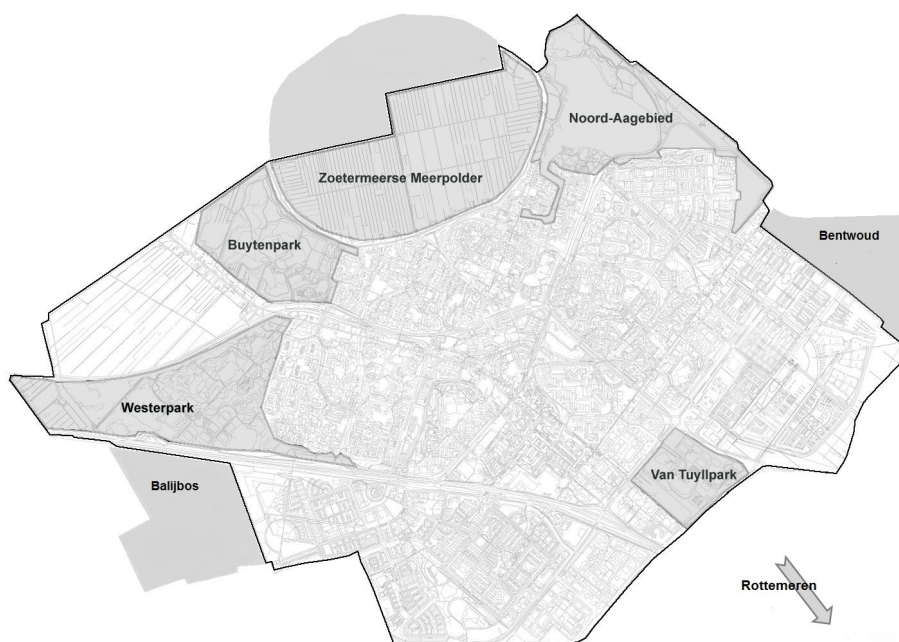 Noord-Aagebied
Zoetermeerse Meerpolder
Bentwoud
Buytenpark
Westerpark
Van Tuyllpark
Balijbos
Rottemeren